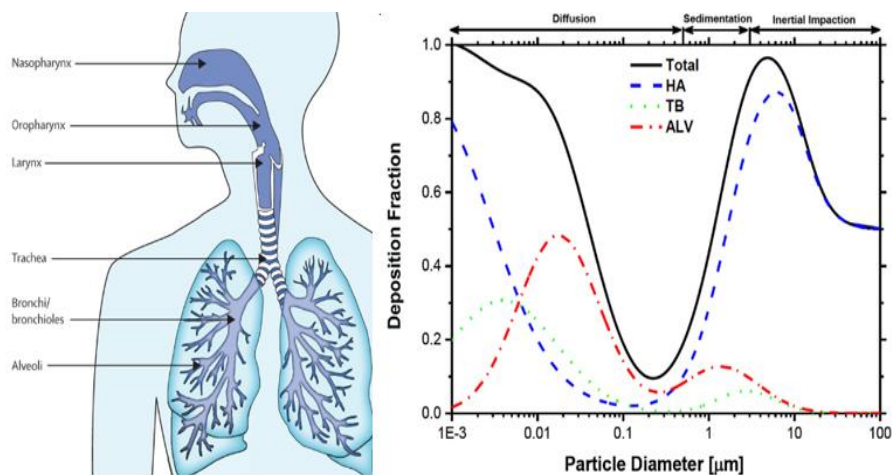 Nasopharynx
Oropharynx
Larynx
Trachea
Bronchi/
bronchioles
Alveoli
Diffusion
Sedimentation
Inertial Impaction
Total
HA
TB
ALV
Deposition Fraction
1.0
0.8
0.6
0.4
0.2
0.0
1E-3
0.01
0.1
1
10
100
Particle Diameter [μm]